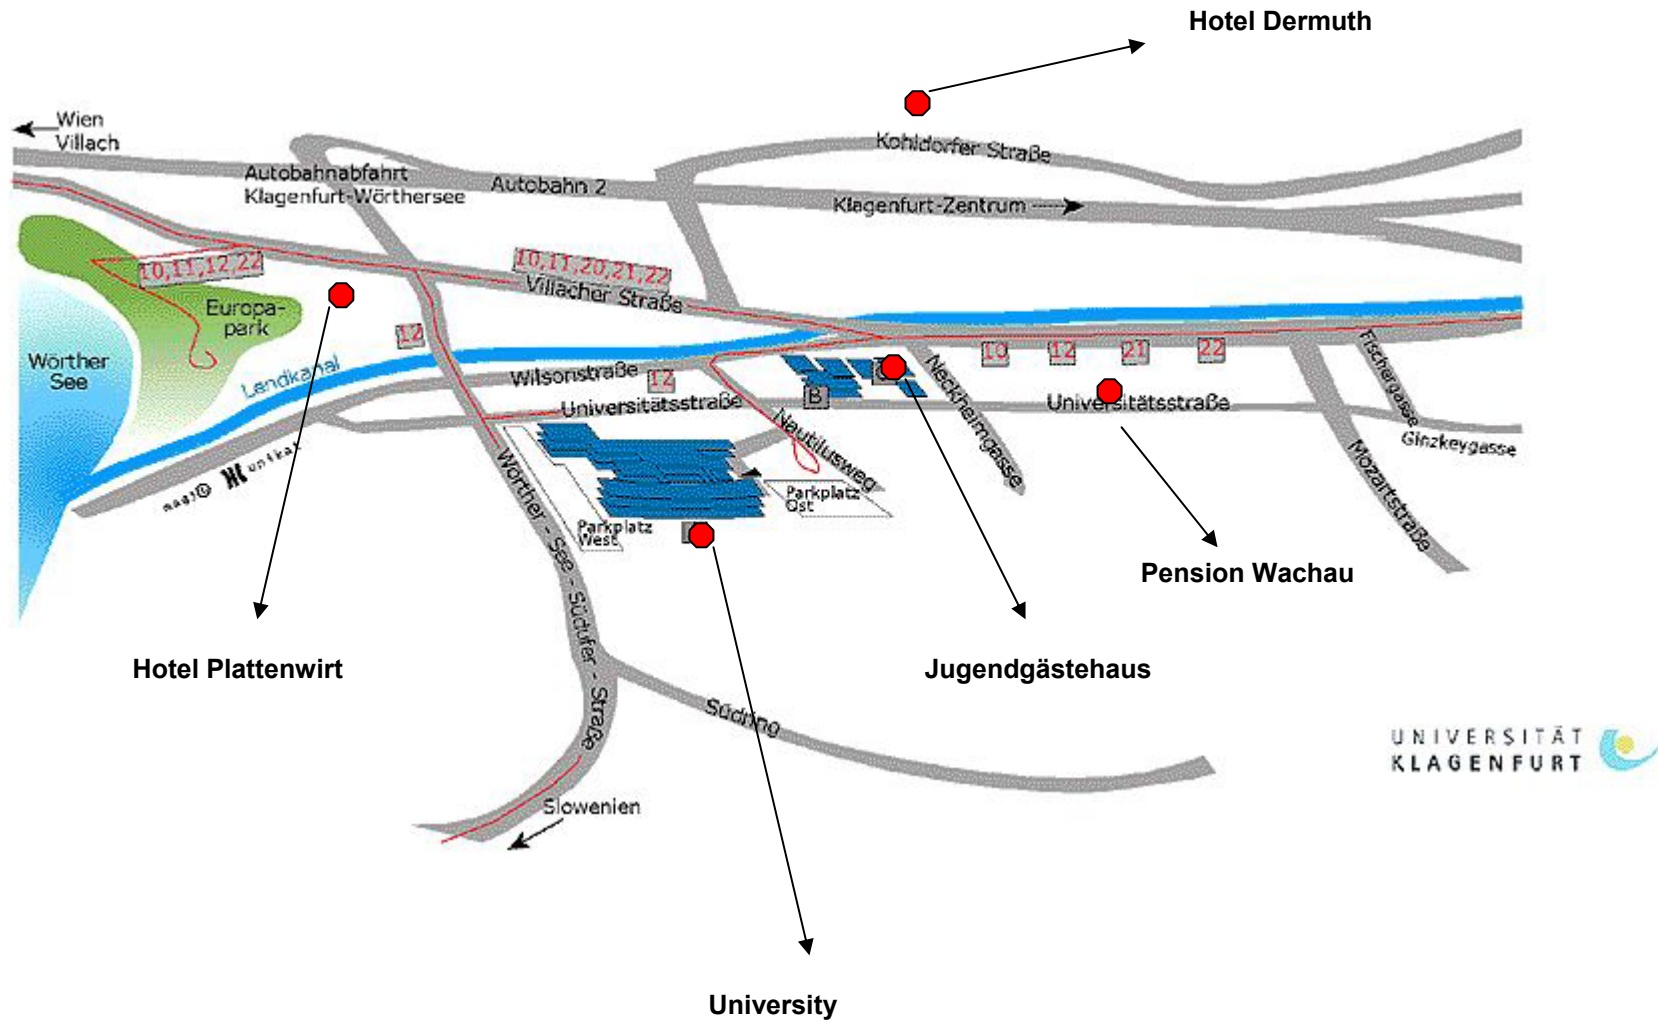 Hotel Dermuth
Wien
Villach
Kohldorfer Straße
Autobahnabfahrt
Klagenfurt-Wörthersee
Autobahn 2
Klagenfurt-Zentrum
10,11,12,22
10,11,20,21,22
Villacher Straße
Europa-
park
12
Wörther
See
Lendkanal
Wilsonstraße
12
10
12
21
22
Fischergasse
Neckheimgasse
B
Universitätsstraße
Universitätsstraße
Nautilusweg
Ginzkeygasse
Mozartstraße
unikat
Wörther - See - Südufer - Straße
Parkplatz
Ost
Parkplatz
West
Pension Wachau
Hotel Plattenwirt
Jugendgästehaus
Südring
UNIVERSITÄT
KLAGENFURT
Slowenien
University